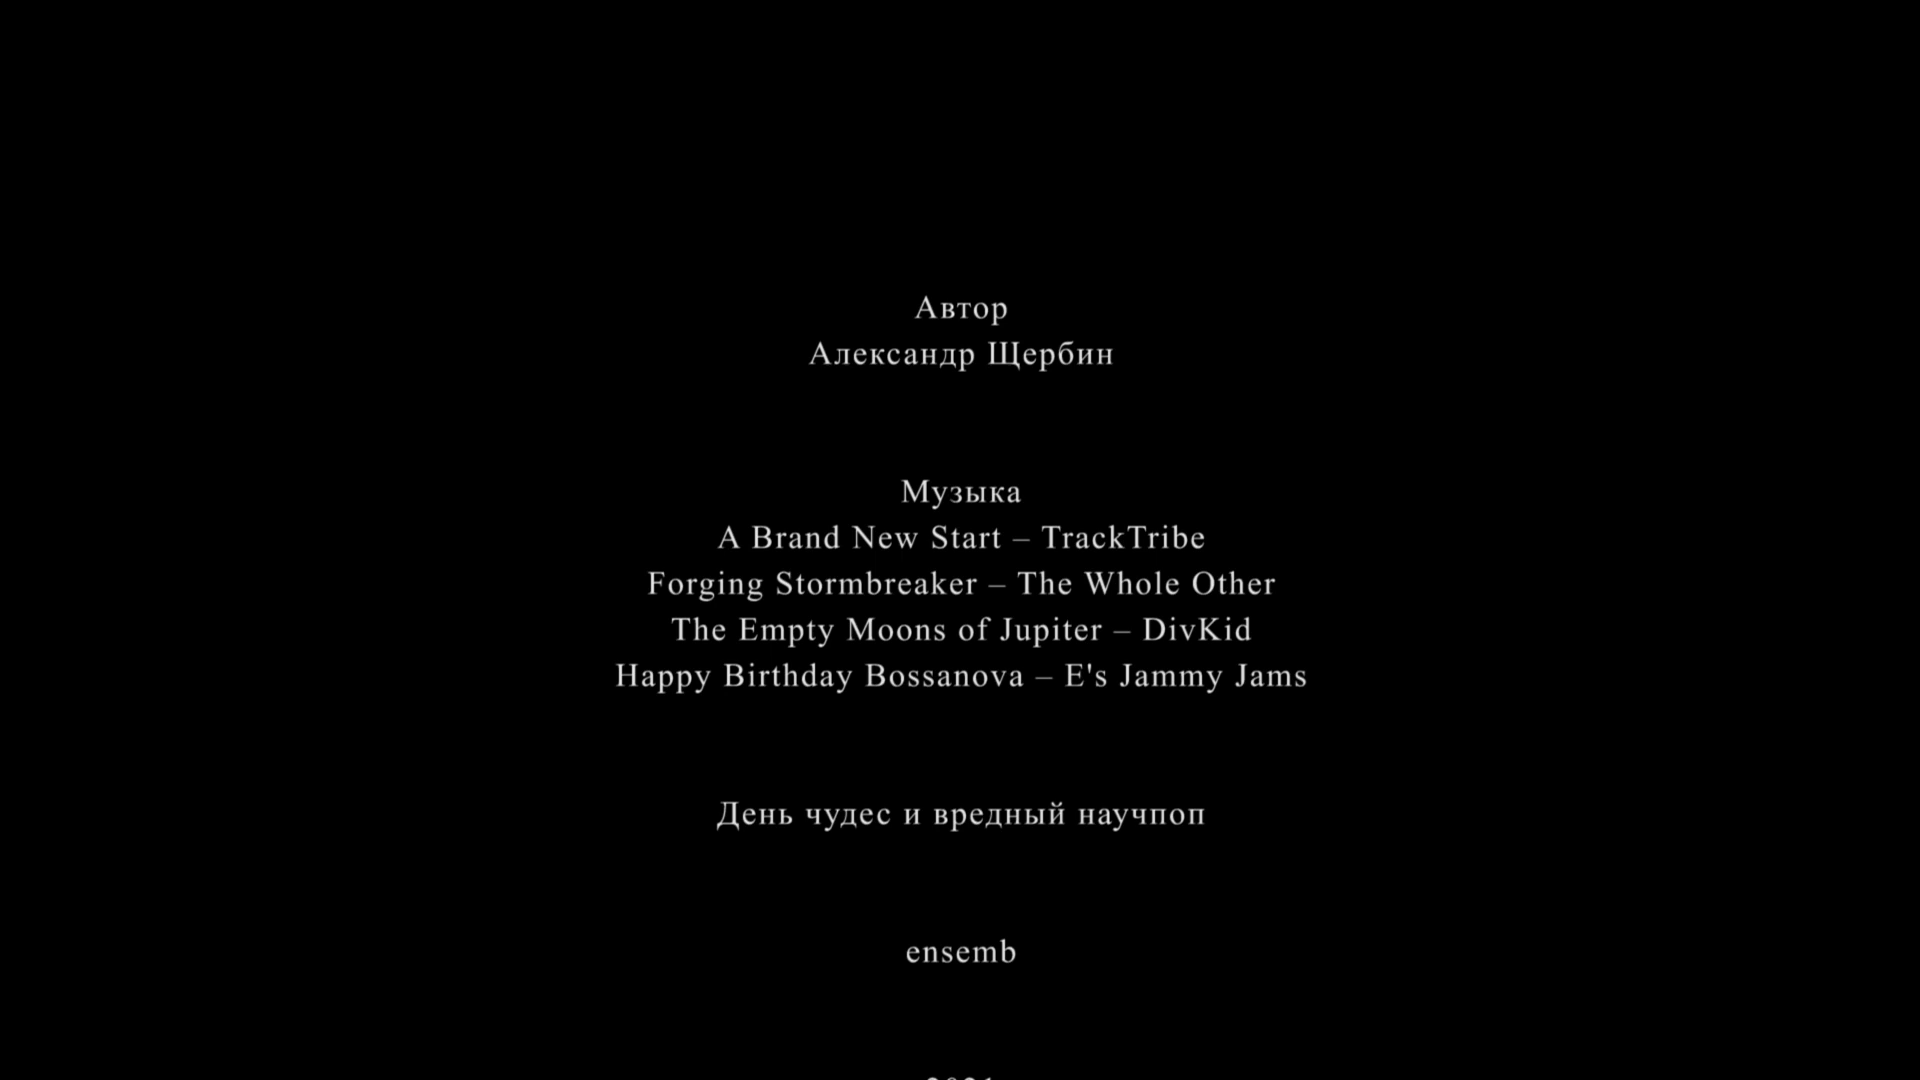 Автор
Александр Щербин
Музыка
A Brand New Start – TrackTribe
Forging Stormbreaker – The Whole Other
The Empty Moons of Jupiter – DivKid
Happy Birthday Bossanova – E's Jammy Jams
День чудес и вредный научпоп
ensemb